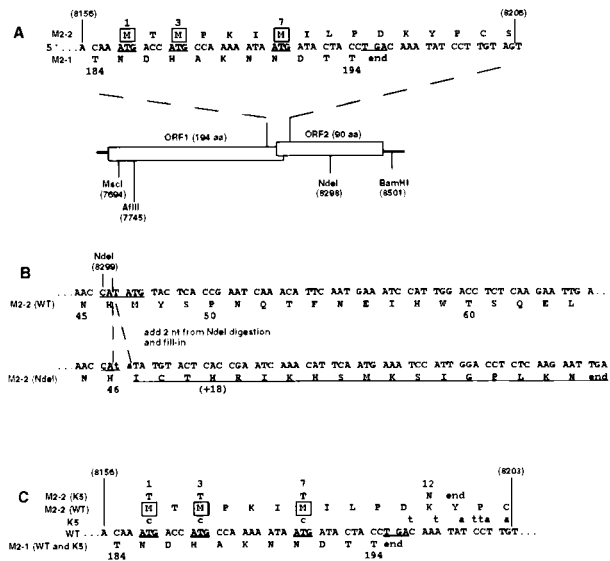 A
(8156) (8206)
1 3 7
M2-2 M T M P K I I M I L P D K Y P C S
5'... A CAA ATG ACC ATG CCA AAA ATA ATG ATA CTA CCT GAC AAA TAT CCT TGT AGT
M2-1 T N D H A K N N D T T end
184 194
ORF1 (194 aa) ORF2 (90 aa)
MscI NdeI BamHI
(7694) (8298) (8501)
AflII
(7745)
B
NdeI
(8299)
... AAC CAT ATG TAC TCA CCG AAT CAA ACA TTC AAT GAA ATC CAT TGG ACC TCT CAA GAA TTG A..
M2-2 (WT) N H M Y S P N Q T F N E I H W T S Q E L
45 50 60
add 2 nt from NdeI digestion
and fill-in
... AAC CAt aTA TGT ACT CAC CGA ATC AAA CAT TCA ATG AAA TCC ATT GGA CCT CTC AAG AAT TGA
M2-2 (NdeI) N H I C T H R I K H S M K S I G P L K N end
46 (+18)
C
(8156) (8203)
1 3 7 12
M2-2 (K5) T T T N end
M2-2 (WT) M T M P K I I M I L P D K Y P C
K5 c c c t t a tta a
WT... A CAA ATG ACC ATG CCA AAA ATA ATG ATA CTA CCT GAC AAA TAT CCT TGT...
M2-1 (WT and K5) T N D H A K N N D T T end
184 194